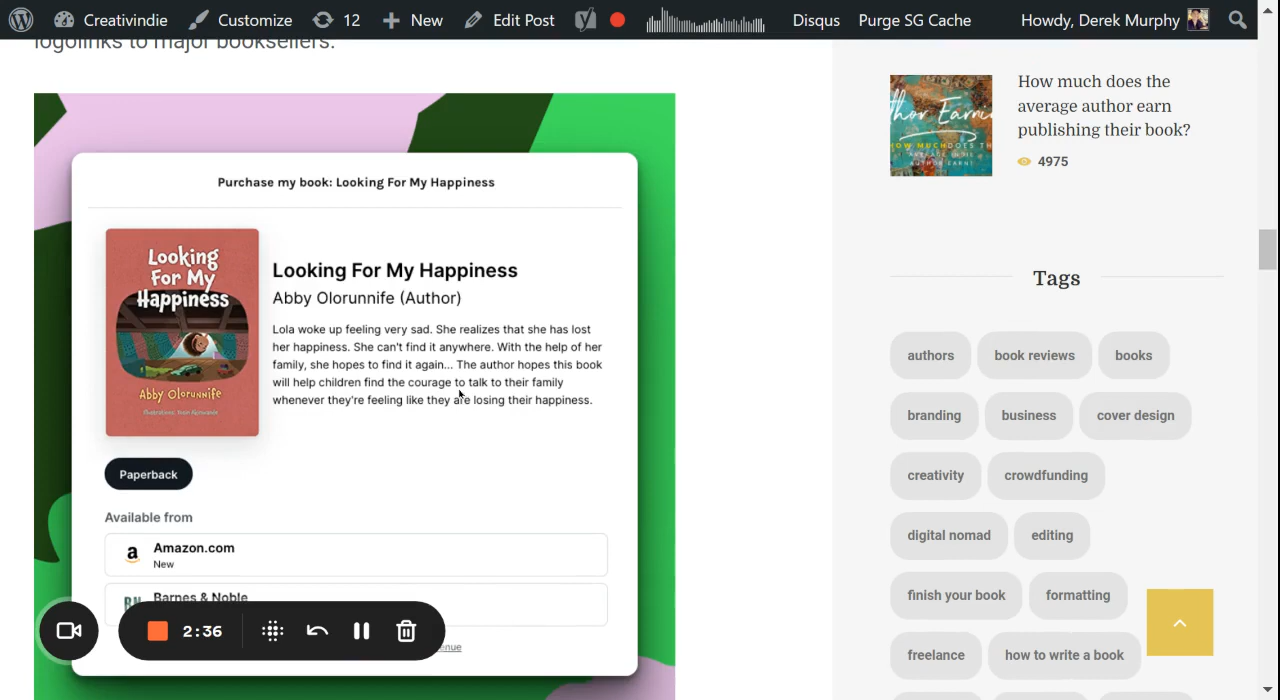 Creativindie
Customize
12
New
Edit Post
Disqus
Purge SG Cache
Howdy, Derek Murphy
logolinks to major booksellers.
Purchase my book: Looking For My Happiness
Looking
For My
Happiness
Abby Olorunnife
Looking For My Happiness
Abby Olorunnife (Author)
Lola woke up feeling very sad. She realizes that she has lost
her happiness. She can't find it anywhere. With the help of her
family, she hopes to find it again... The author hopes this book
will help children find the courage to talk to their family
whenever they're feeling like they are losing their happiness.
Paperback
Available from
a
Amazon.com
New
BN
Barnes & Noble
2:36
How much does the
average author earn
publishing their book?
4975
Tags
authors
book reviews
books
branding
business
cover design
creativity
crowdfunding
digital nomad
editing
finish your book
formatting
freelance
how to write a book